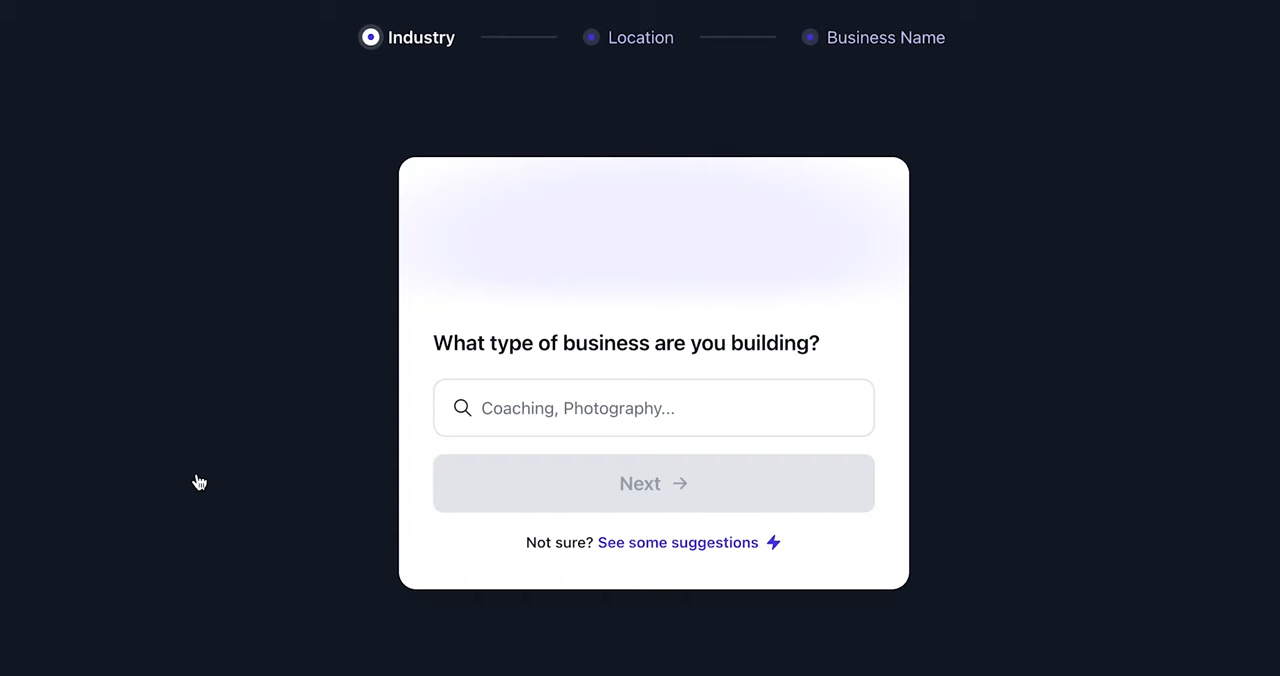 Industry
Location
Business Name
What type of business are you building?
Coaching, Photography...
Next
Not sure? See some suggestions